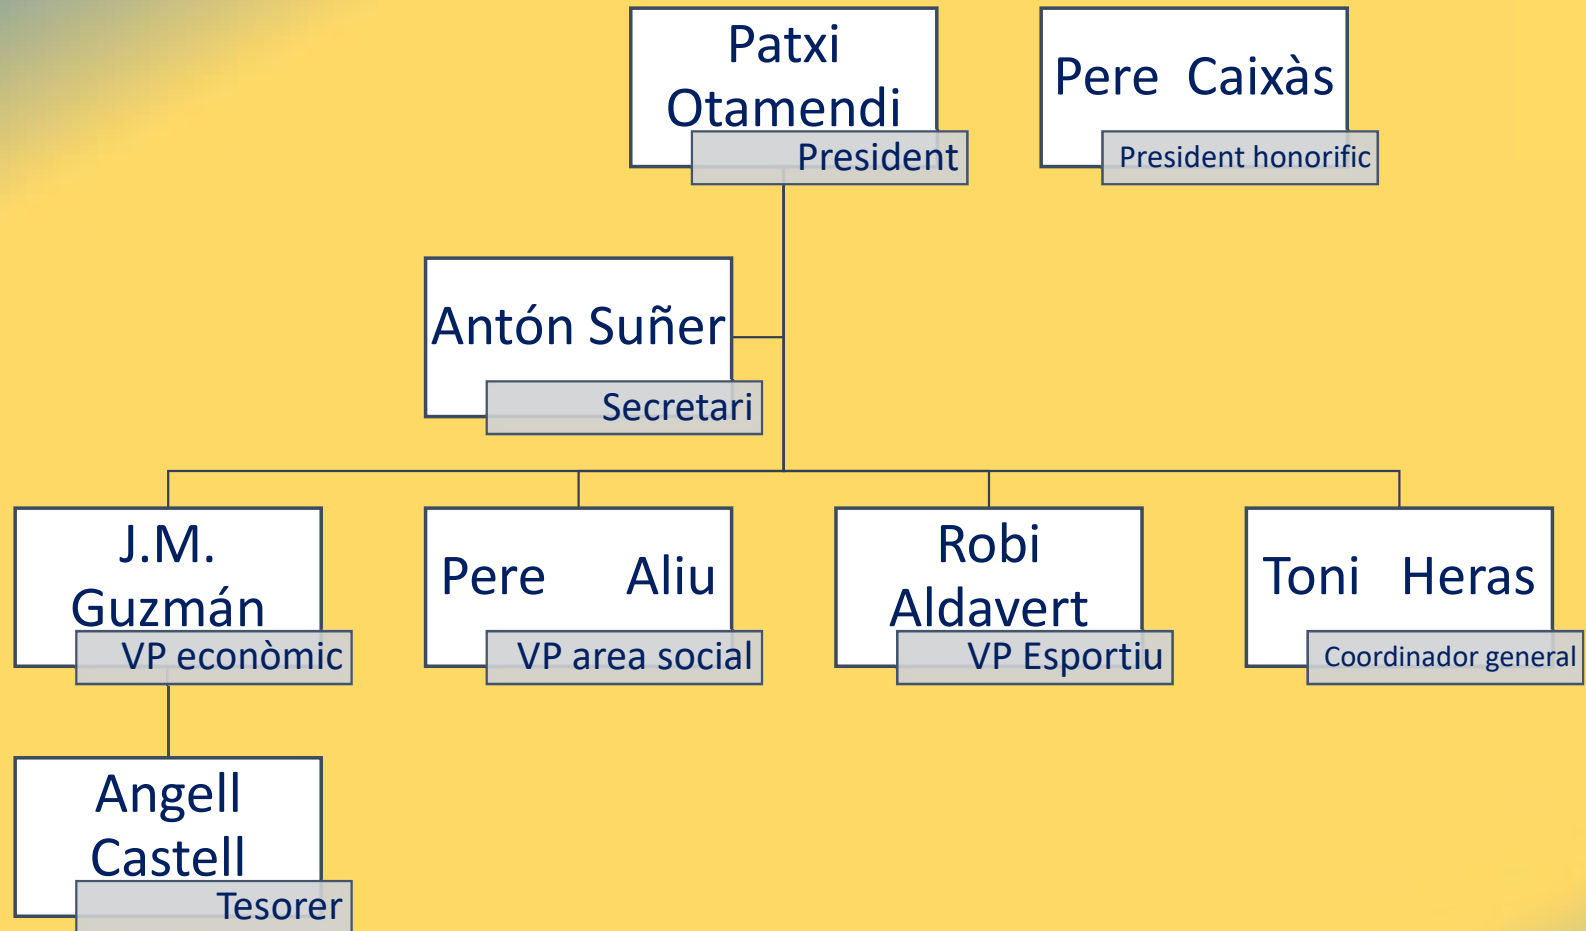 Patxi
Otamendi
President
Pere Caixàs
President honorific
Antón Suñer
Secretari
J.M.
Guzmán
VP econòmic
Pere Aliu
VP area social
Robi
Aldavert
VP Esportiu
Toni Heras
Coordinador general
Angell
Castell
Tesorer